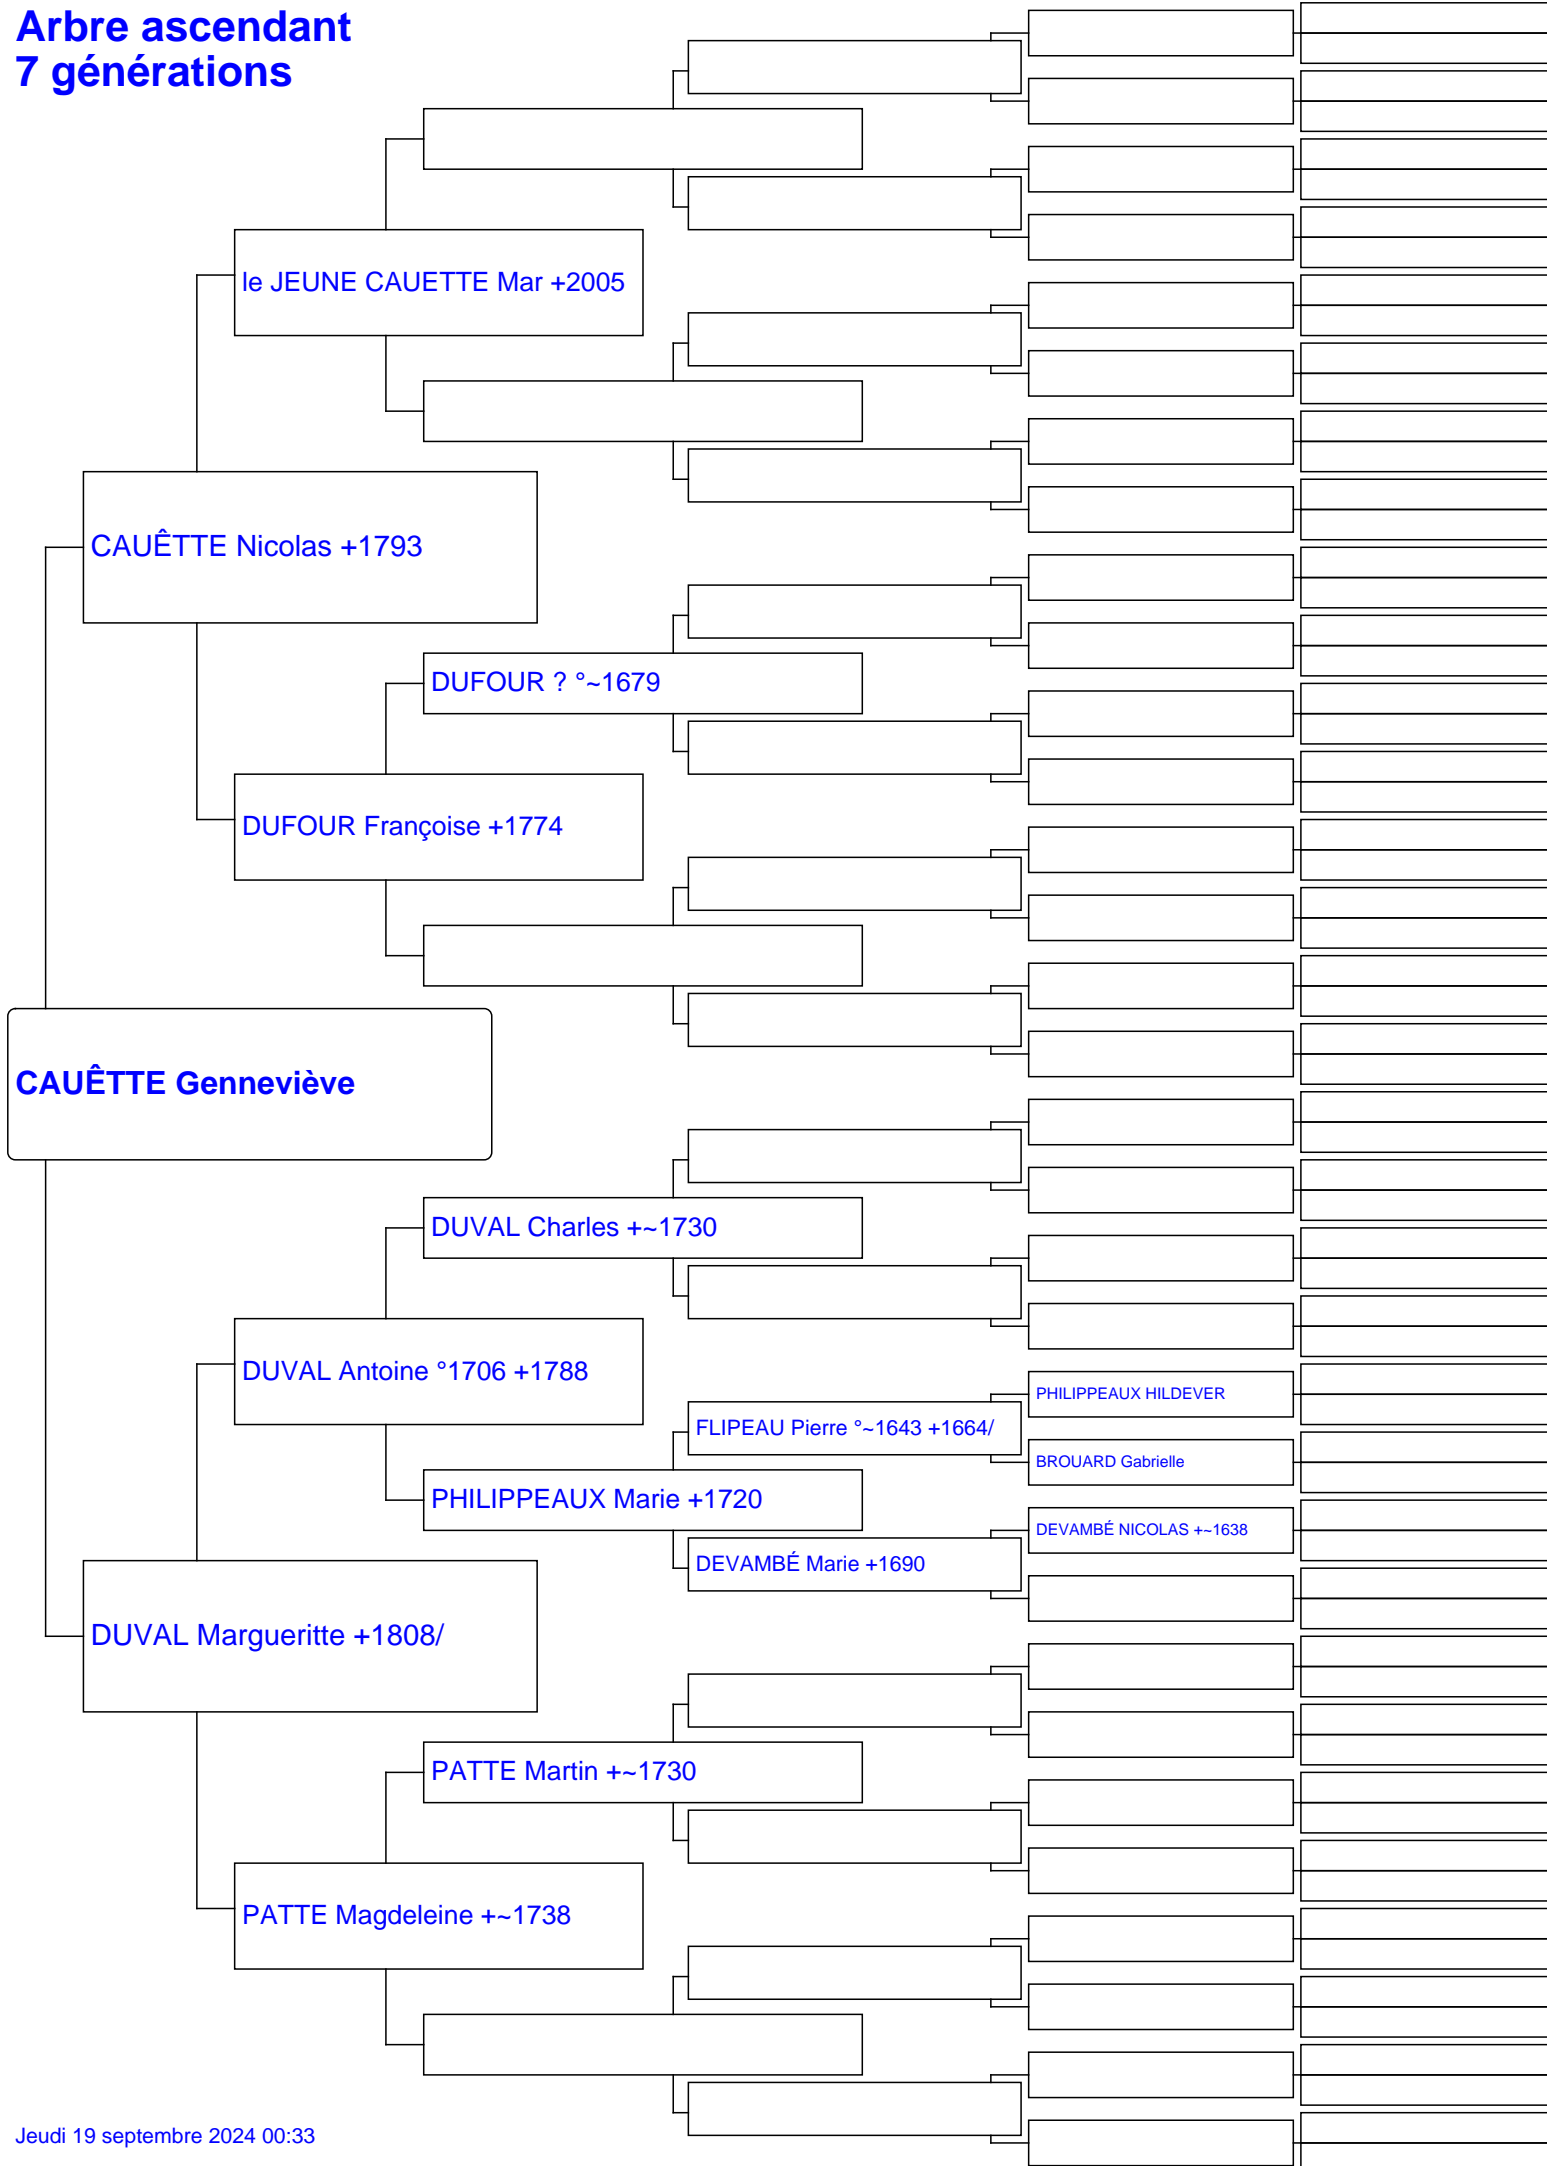 Arbre ascendant
7 générations
le JEUNE CAUETTE Mar +2005
CAUÊTTE Nicolas +1793
DUFOUR ? °~1679
DUFOUR Françoise +1774
CAUÊTTE Genneviève
DUVAL Charles +~1730
DUVAL Antoine °1706 +1788
PHILIPPEAUX HILDEVER
FLIPEAU Pierre °~1643 +1664/
BROUARD Gabrielle
PHILIPPEAUX Marie +1720
DEVAMBÉ NICOLAS +~1638
DEVAMBÉ Marie +1690
DUVAL Margueritte +1808/
PATTE Martin +~1730
PATTE Magdeleine +~1738
Jeudi 19 septembre 2024 00:33